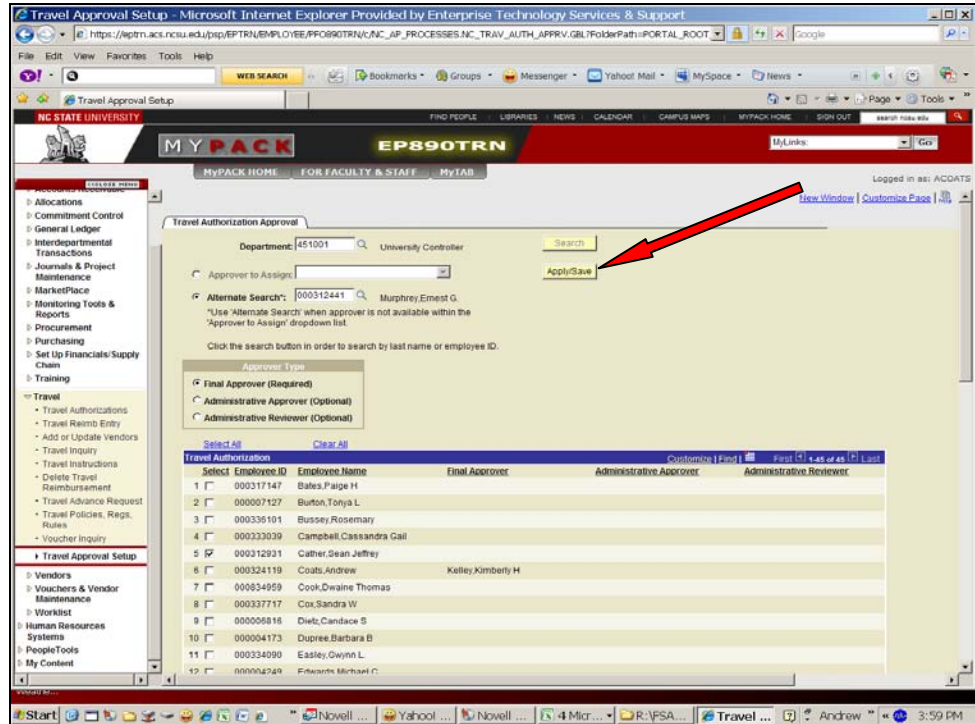 Travel Approval Setup - Microsoft Internet Explorer Provided by Enterprise Technology Services & Support
https://eptrn.acs.ncsu.edu/psp/EPTRN/EMPLOYEE/PFO890TRN/c/NC_AP_PROCESSES.NC_TRAV_AUTH_APPRV.GBL?FolderPath=PORTAL_ROOT
Google
File Edit View Favorites Tools Help
WEB SEARCH Bookmarks Groups Messenger Yahoo! Mail MySpace News
Travel Approval Setup
Page Tools
NC STATE UNIVERSITY
FIND PEOPLE LIBRARIES NEWS CALENDAR CAMPUS MAPS MYPACK HOME SIGN OUT search ncsu.edu
MYPACK
EP890TRN
MyLinks: Go
MyPACK HOME FOR FACULTY & STAFF MyTAB
Logged in as: ACOATS
CLOSE MENU
New Window | Customize Page |
Accounts Receivable
Allocations
Commitment Control
General Ledger
Interdepartmental
Transactions
Journals & Project
Maintenance
MarketPlace
Monitoring Tools &
Reports
Procurement
Purchasing
Set Up Financials/Supply
Chain
Training
Travel
• Travel Authorizations
• Travel Reimb Entry
• Add or Update Vendors
• Travel Inquiry
• Travel Instructions
• Delete Travel
Reimbursement
• Travel Advance Request
• Travel Policies, Regs,
Rules
• Voucher Inquiry
Travel Approval Setup
Vendors
Vouchers & Vendor
Maintenance
Worklist
Human Resources
Systems
PeopleTools
My Content
Travel Authorization Approval
Department: 451001 University Controller Search
Approver to Assign: Apply/Save
Alternate Search*: 000312441 Murphrey,Ernest G.
*Use 'Alternate Search' when approver is not available within the
'Approver to Assign' dropdown list.
Click the search button in order to search by last name or employee ID.
Approver Type
Final Approver (Required)
Administrative Approver (Optional)
Administrative Reviewer (Optional)
Select All Clear All
Travel Authorization Customize | Find | First 1-45 of 45 Last
Select Employee ID Employee Name Final Approver Administrative Approver Administrative Reviewer
1 000317147 Bates,Paige H
2 000007127 Burton,Tonya L
3 000336101 Bussey,Rosemary
4 000333039 Campbell,Cassandra Gail
5 000312931 Cather,Sean Jeffrey
6 000324119 Coats,Andrew Kelley,Kimberly H
7 000834959 Cook,Dwaine Thomas
8 000337717 Cox,Sandra W
9 000006816 Dietz,Candace S
10 000004173 Dupree,Barbara B
11 000334090 Easley,Gwynn L
12 000004249 Edwards,Michael C
Start Novell ... Yahoo! ... Novell ... 4 Micr... R:\FSA... Travel ... Andrew 3:59 PM